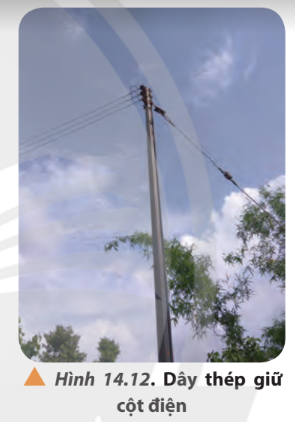 Hình 14.12. Dây thép giữ
cột điện